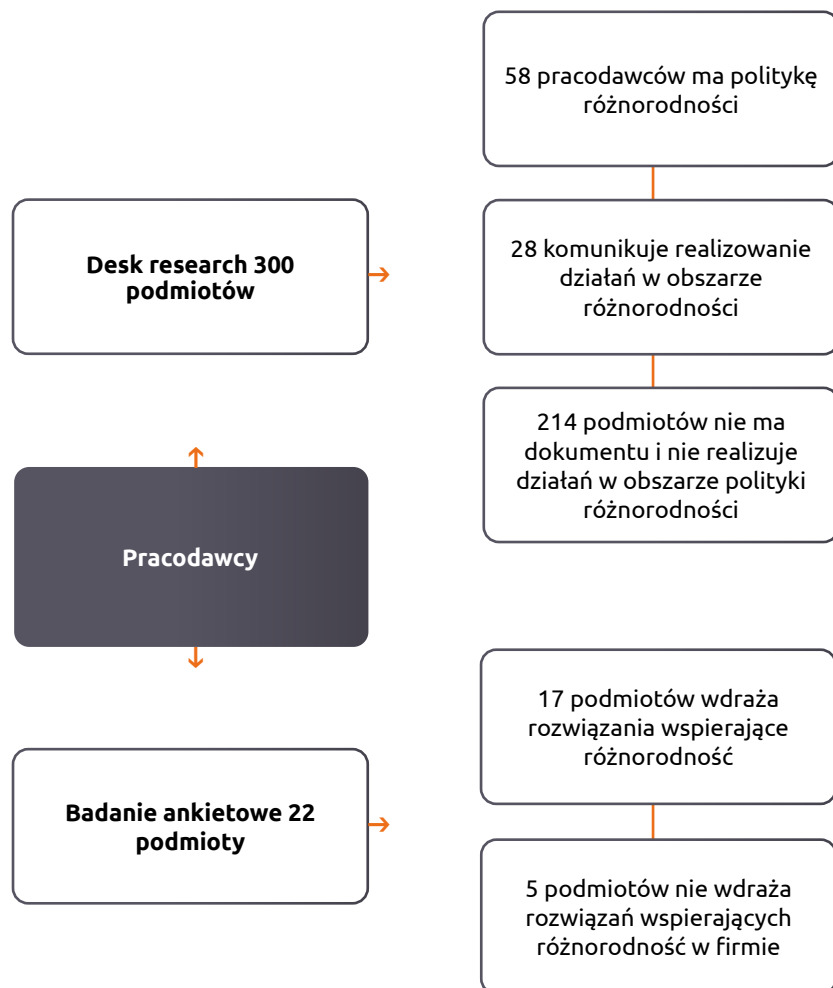 58 pracodawców ma politykę
różnorodności
Desk research 300
podmiotów
28 komunikuje realizowanie
działań w obszarze
różnorodności
214 podmiotów nie ma
dokumentu i nie realizuje
działań w obszarze polityki
różnorodności
Pracodawcy
17 podmiotów wdraża
rozwiązania wspierające
różnorodność
Badanie ankietowe 22
podmioty
5 podmiotów nie wdraża
rozwiązań wspierających
różnorodność w firmie